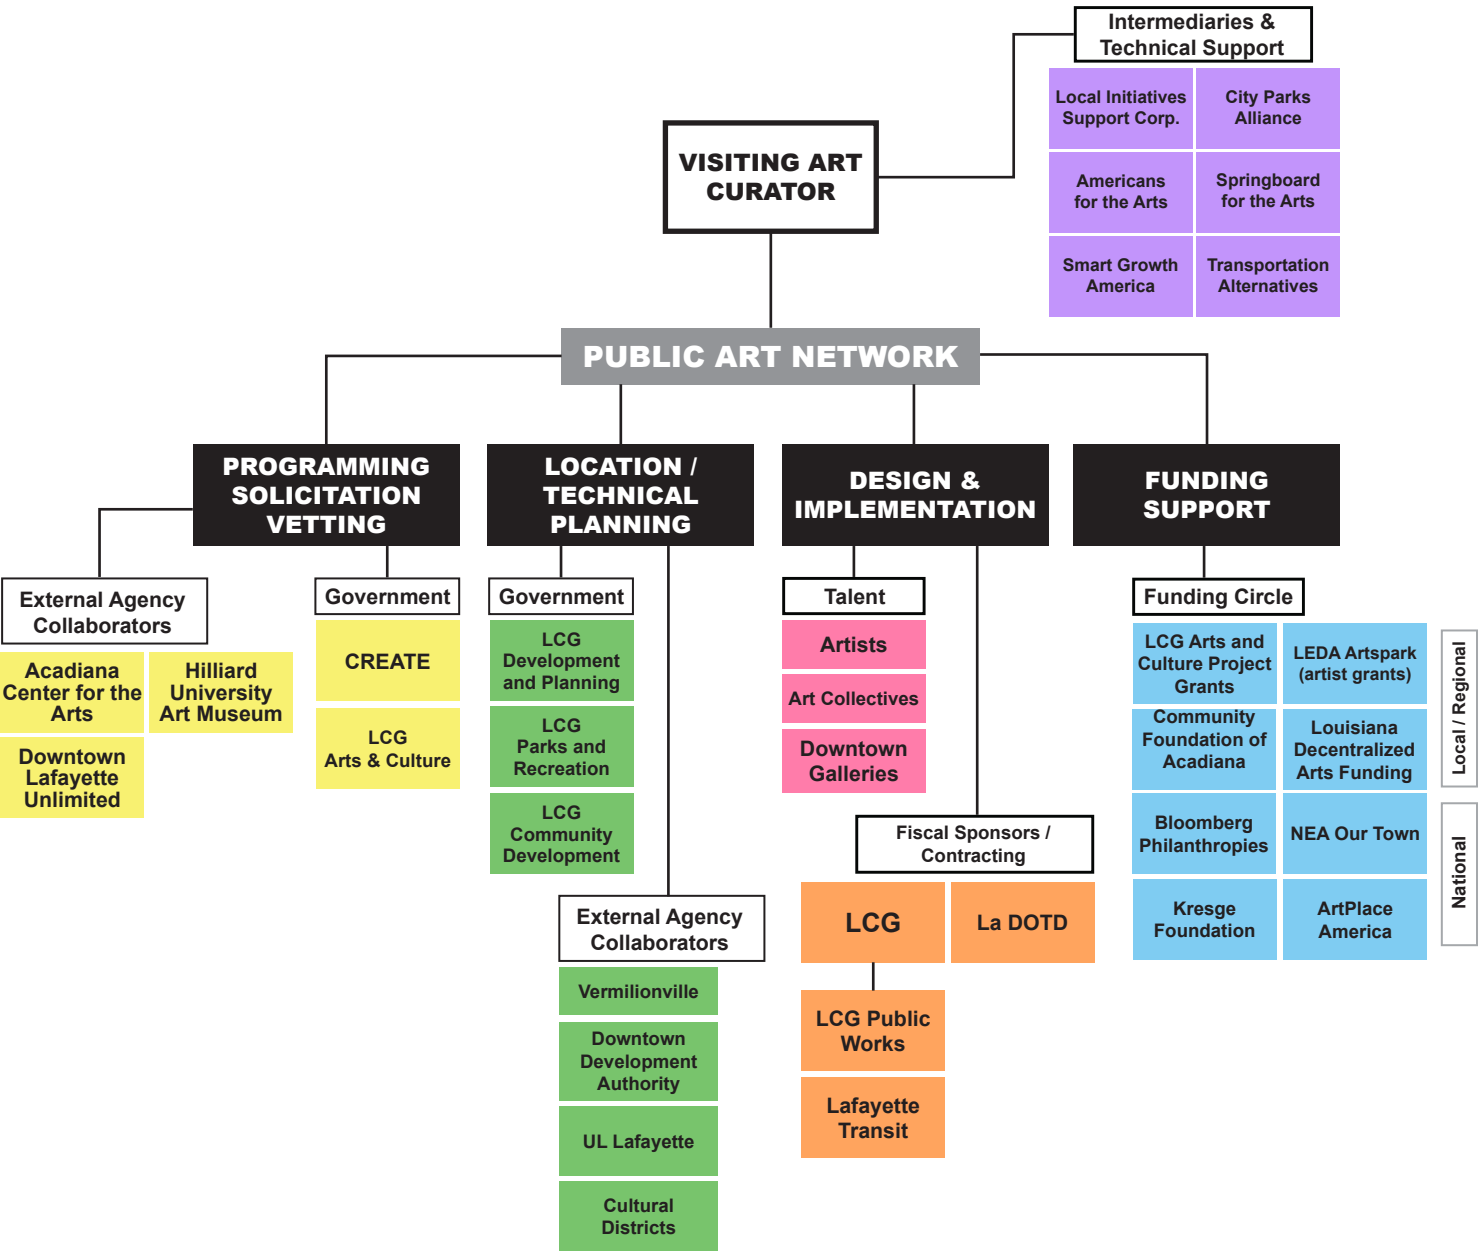 Intermediaries &
Technical Support
Local Initiatives
Support Corp.
City Parks
Alliance
Americans
for the Arts
Springboard
for the Arts
Smart Growth
America
Transportation
Alternatives
VISITING ART
CURATOR
PUBLIC ART NETWORK
PROGRAMMING
SOLICITATION
VETTING
External Agency
Collaborators
Acadiana
Center for the
Arts
Hilliard
University
Art Museum
Downtown
Lafayette
Unlimited
Government
CREATE
LCG
Arts & Culture
LOCATION /
TECHNICAL
PLANNING
Government
LCG
Development
and Planning
LCG
Parks and
Recreation
LCG
Community
Development
External Agency
Collaborators
Vermilionville
Downtown
Development
Authority
UL Lafayette
Cultural
Districts
DESIGN &
IMPLEMENTATION
Talent
Artists
Art Collectives
Downtown
Galleries
Fiscal Sponsors /
Contracting
LCG
La DOTD
LCG Public
Works
Lafayette
Transit
FUNDING
SUPPORT
Funding Circle
LCG Arts and
Culture Project
Grants
LEDA Artspark
(artist grants)
Community
Foundation of
Acadiana
Louisiana
Decentralized
Arts Funding
Local / Regional
Bloomberg
Philanthropies
NEA Our Town
Kresge
Foundation
ArtPlace
America
National